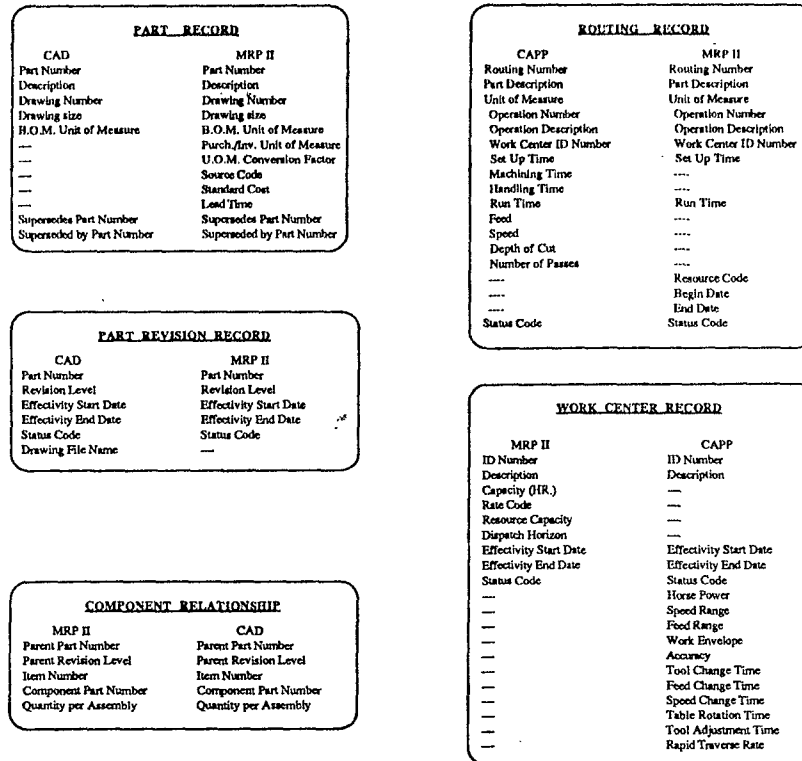 PART RECORD
CAD MRP II
Part Number Part Number
Description Description
Drawing Number Drawing Number
Drawing size Drawing size
B.O.M. Unit of Measure B.O.M. Unit of Measure
— Purch./Inv. Unit of Measure
— U.O.M. Conversion Factor
— Source Code
— Standard Cost
— Lead Time
Supersedes Part Number Supersedes Part Number
Superseded by Part Number Superseded by Part Number
PART REVISION RECORD
CAD MRP II
Part Number Part Number
Revision Level Revision Level
Effectivity Start Date Effectivity Start Date
Effectivity End Date Effectivity End Date
Status Code Status Code
Drawing File Name —
COMPONENT RELATIONSHIP
MRP II CAD
Parent Part Number Parent Part Number
Parent Revision Level Parent Revision Level
Item Number Item Number
Component Part Number Component Part Number
Quantity per Assembly Quantity per Assembly
ROUTING RECORD
CAPP MRP II
Routing Number Routing Number
Part Description Part Description
Unit of Measure Unit of Measure
Operation Number Operation Number
Operation Description Operation Description
Work Center ID Number Work Center ID Number
Set Up Time Set Up Time
Machining Time ----
Handling Time ----
Run Time Run Time
Feed ----
Speed ----
Depth of Cut ----
Number of Passes ----
---- Resource Code
---- Begin Date
---- End Date
Status Code Status Code
WORK CENTER RECORD
MRP II CAPP
ID Number ID Number
Description Description
Capacity (HR.) —
Rate Code —
Resource Capacity —
Dispatch Horizon —
Effectivity Start Date Effectivity Start Date
Effectivity End Date Effectivity End Date
Status Code Status Code
— Horse Power
— Speed Range
— Feed Range
— Work Envelope
— Accuracy
— Tool Change Time
— Feed Change Time
— Speed Change Time
— Table Rotation Time
— Tool Adjustment Time
— Rapid Traverse Rate